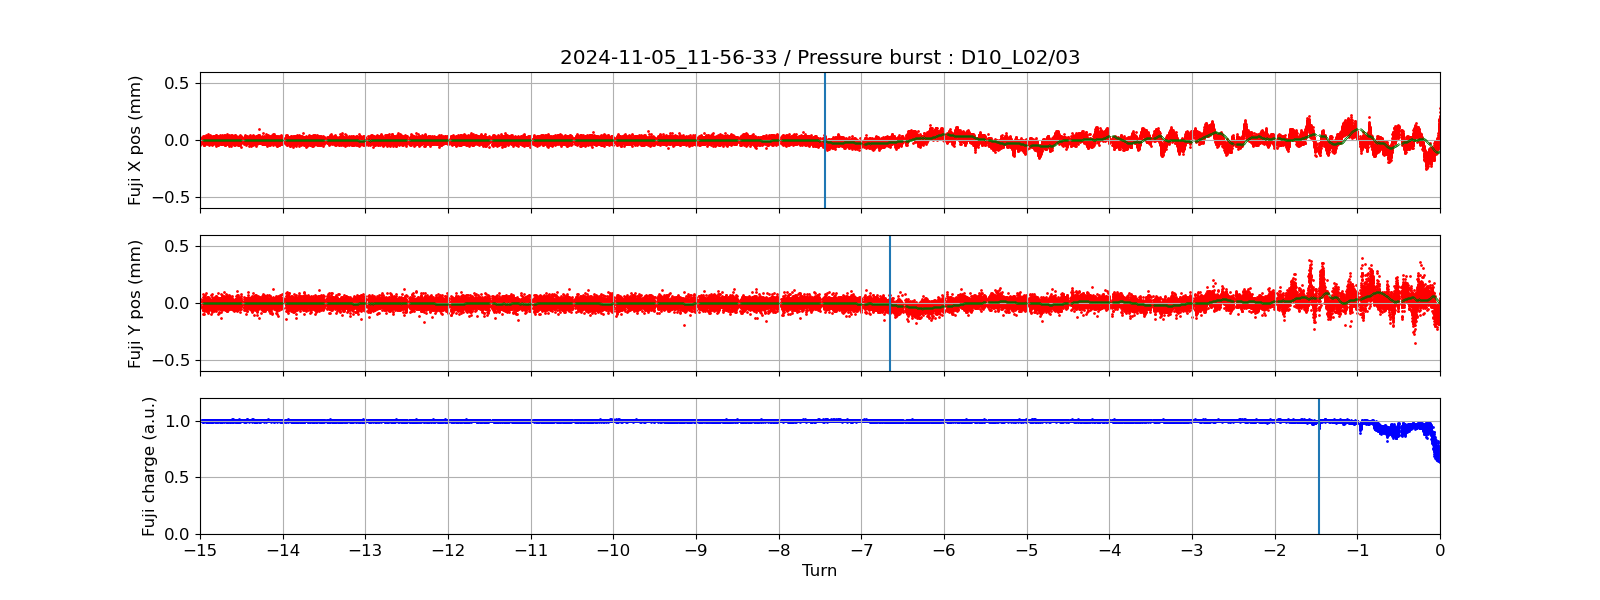 2024-11-05_11-56-33 / Pressure burst : D10_L02/03
Fuji X pos (mm)
0.5
0.0
−0.5
Fuji Y pos (mm)
0.5
0.0
−0.5
Fuji charge (a.u.)
1.0
0.5
0.0
−15 −14 −13 −12 −11 −10 −9 −8 −7 −6 −5 −4 −3 −2 −1 0
Turn